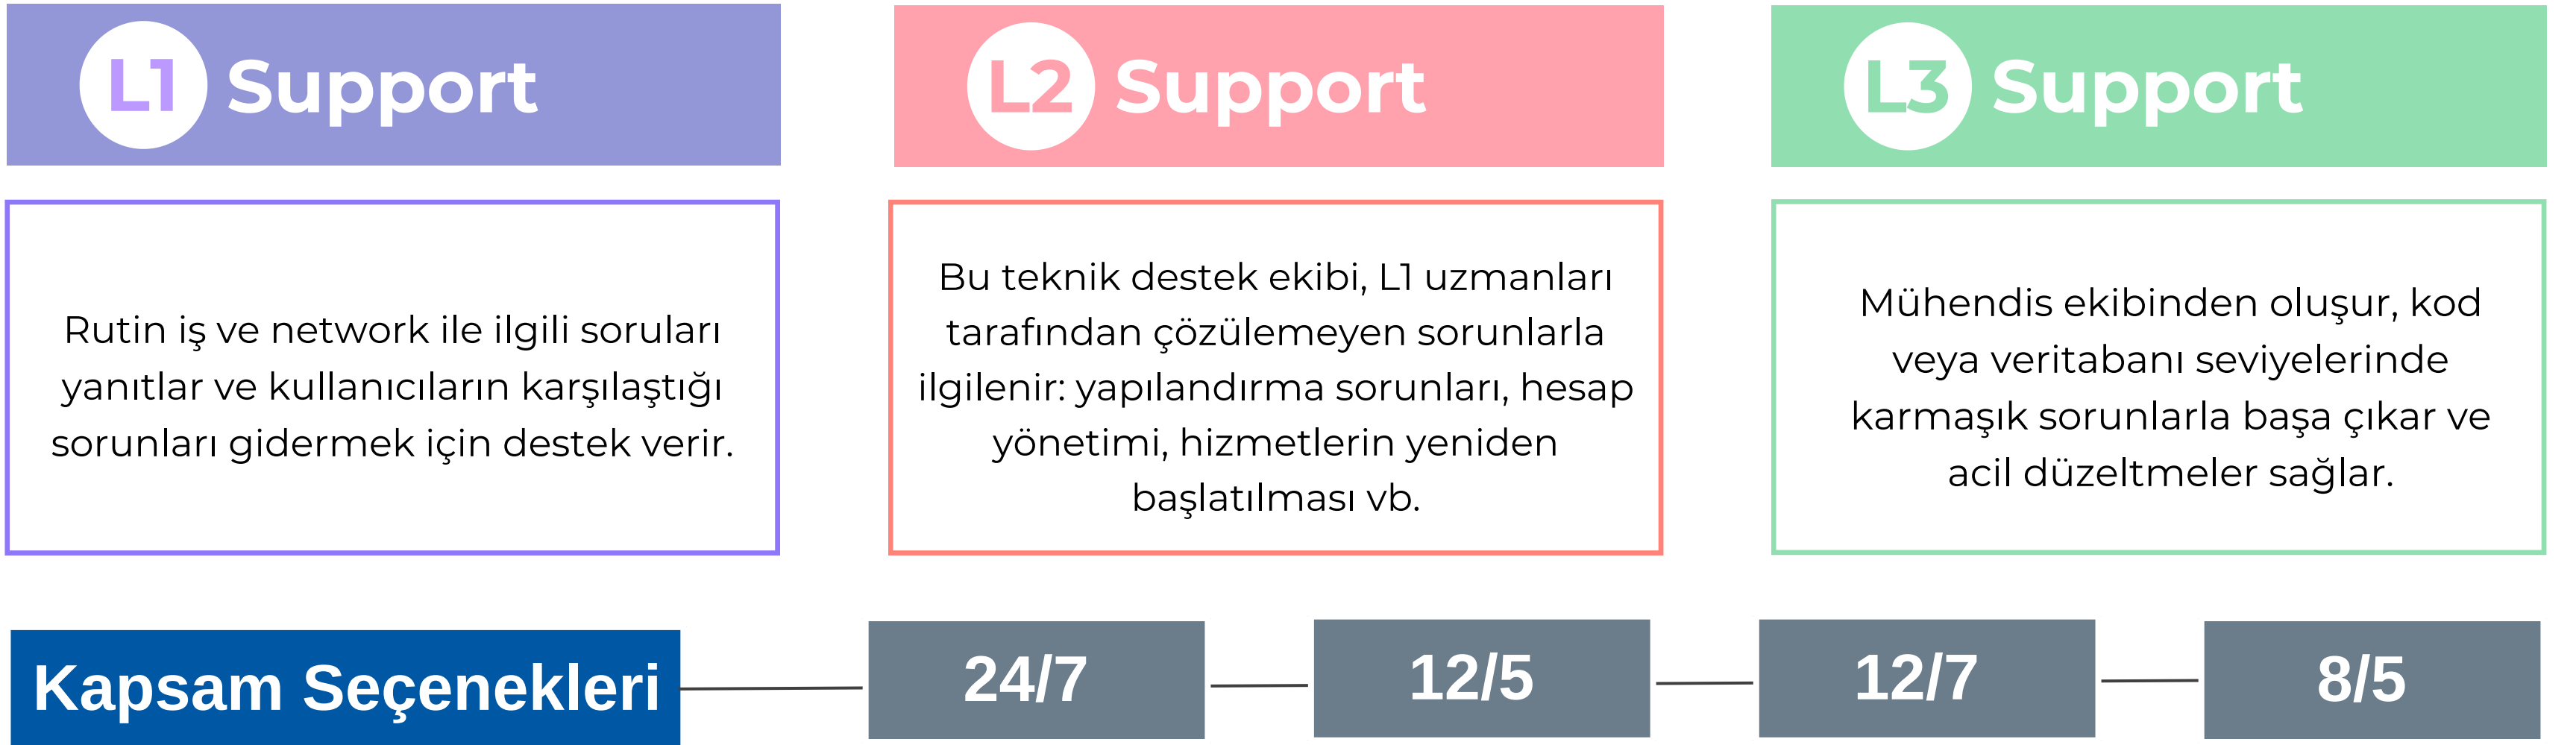 L1 Support
Rutin iş ve network ile ilgili soruları
yanıtlar ve kullanıcıların karşılaştığı
sorunları gidermek için destek verir.
L2 Support
Bu teknik destek ekibi, L1 uzmanları
tarafından çözülemeyen sorunlarla
ilgilenir: yapılandırma sorunları, hesap
yönetimi, hizmetlerin yeniden
başlatılması vb.
L3 Support
Mühendis ekibinden oluşur, kod
veya veritabanı seviyelerinde
karmaşık sorunlarla başa çıkar ve
acil düzeltmeler sağlar.
Kapsam Seçenekleri
24/7
12/5
12/7
8/5